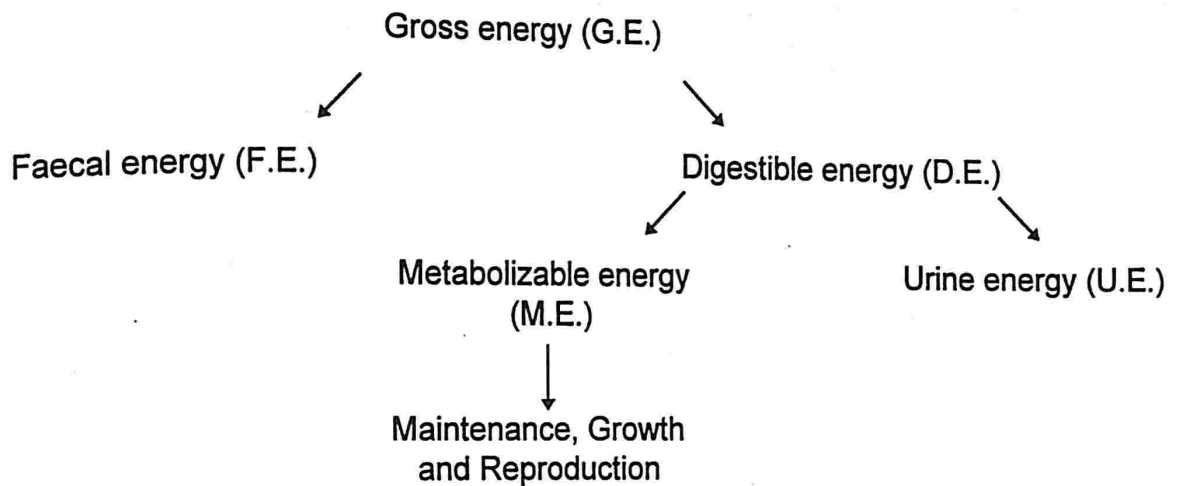 Gross energy (G.E.)
Faecal energy (F.E.)
Digestible energy (D.E.)
Metabolizable energy
(M.E.)
Urine energy (U.E.)
Maintenance, Growth
and Reproduction